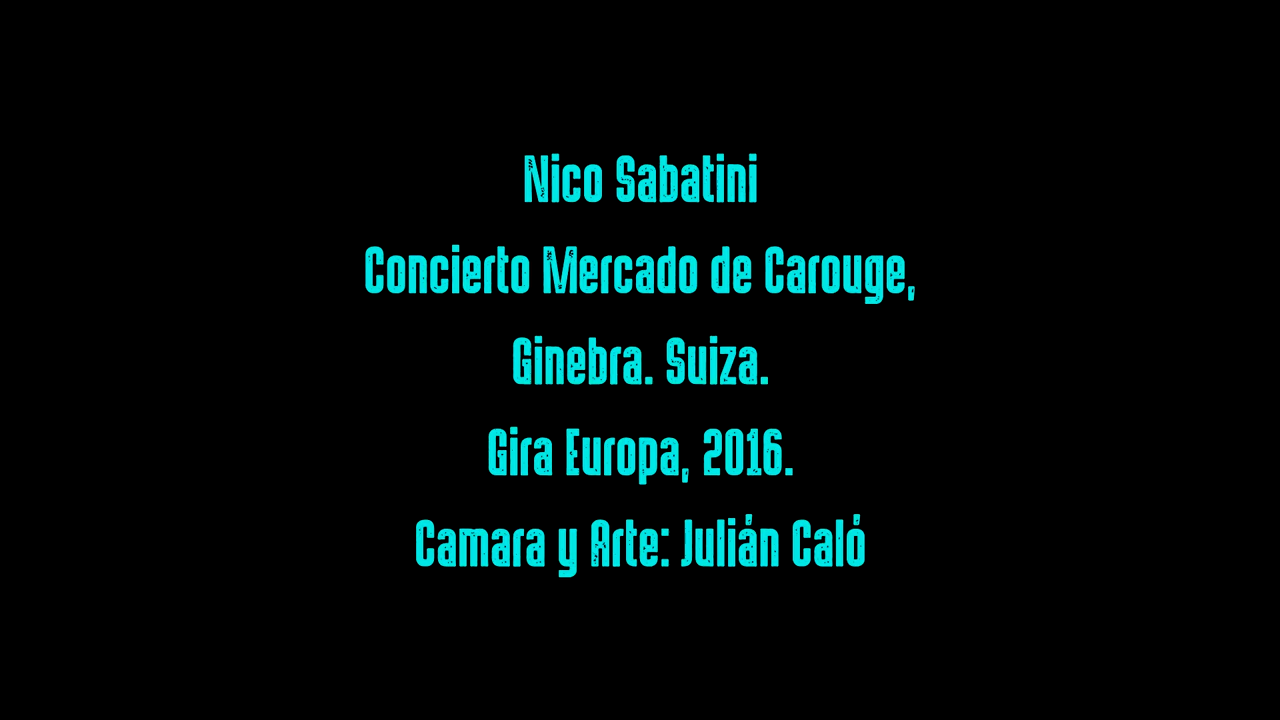 Nico Sabatini
Concierto Mercado de Carouge,
Ginebra. Suiza.
Gira Europa, 2016.
Camara y Arte: Julián Caló